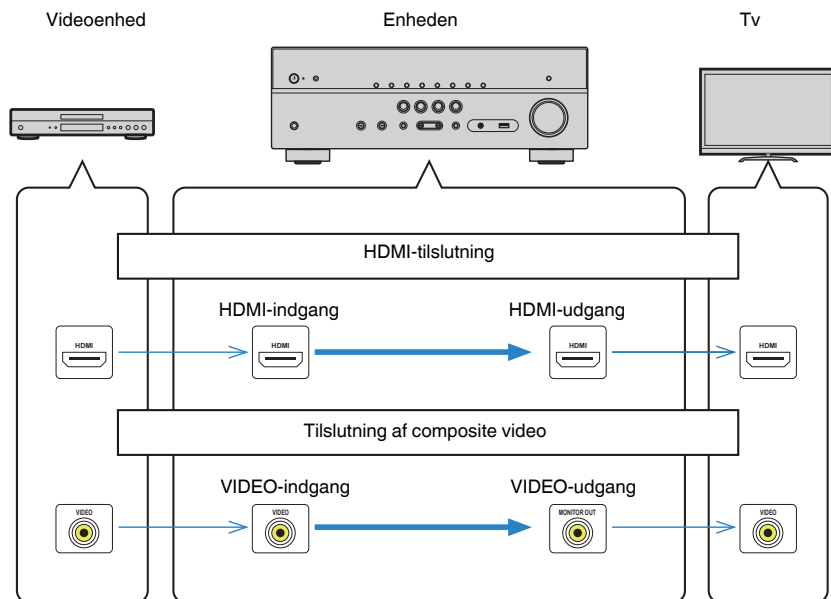 Videoenhed
Enheden
Tv
HDMI-tilslutning
HDMI-indgang
HDMI-udgang
HDMI
HDMI
HDMI
HDMI
Tilslutning af composite video
VIDEO-indgang
VIDEO-udgang
VIDEO
VIDEO
MONITOR OUT
VIDEO